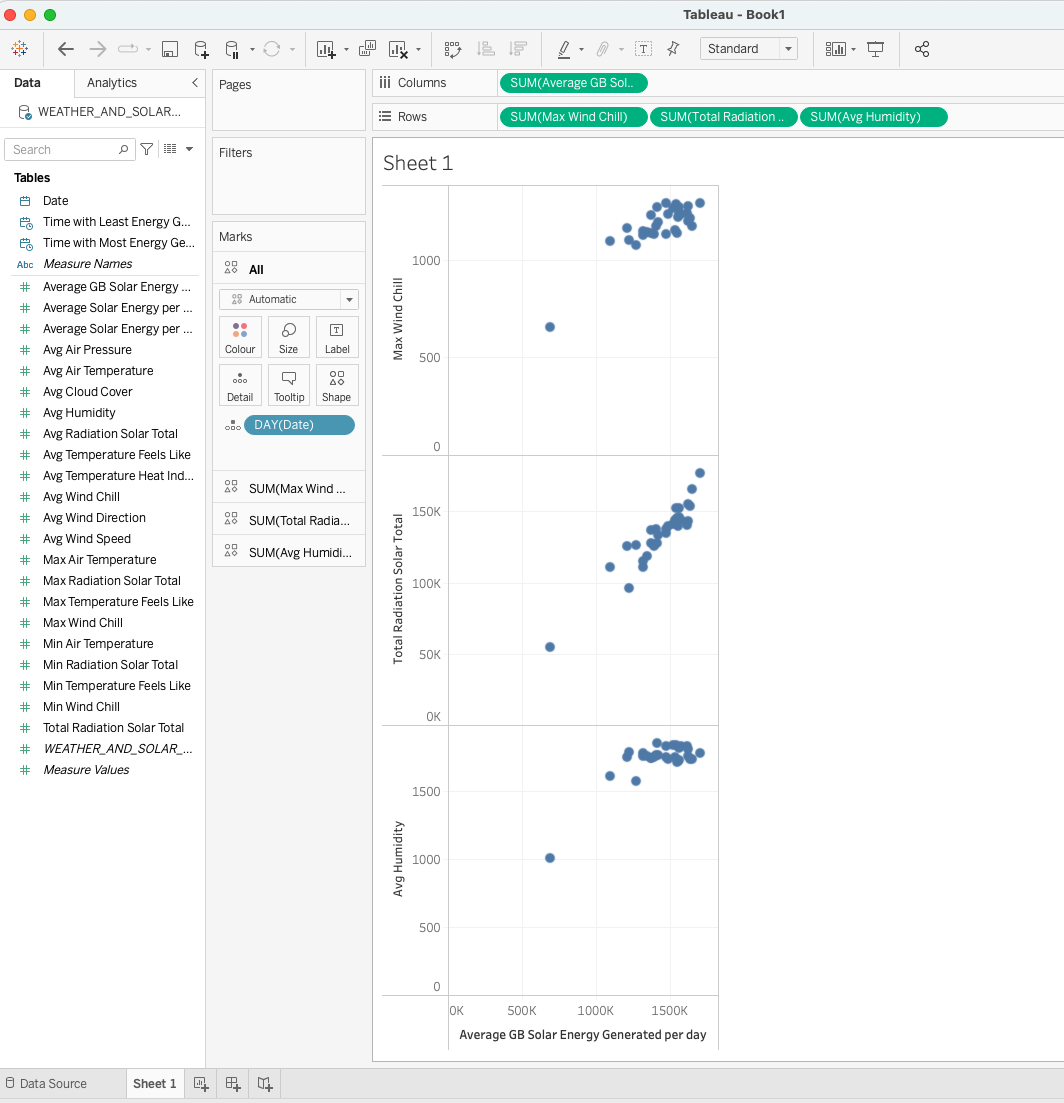 Tableau - Book1
Standard
Data
Analytics
WEATHER_AND_SOLAR...
Search
Tables
Date
Time with Least Energy G...
Time with Most Energy Ge...
Abc Measure Names
Average GB Solar Energy ...
Average Solar Energy per ...
Average Solar Energy per ...
Avg Air Pressure
Avg Air Temperature
Avg Cloud Cover
Avg Humidity
Avg Radiation Solar Total
Avg Temperature Feels Like
Avg Temperature Heat Ind...
Avg Wind Chill
Avg Wind Direction
Avg Wind Speed
Max Air Temperature
Max Radiation Solar Total
Max Temperature Feels Like
Max Wind Chill
Min Air Temperature
Min Radiation Solar Total
Min Temperature Feels Like
Min Wind Chill
Total Radiation Solar Total
WEATHER_AND_SOLAR_...
Measure Values
Pages
Filters
Marks
All
Automatic
Colour
Size
Label
Detail
Tooltip
Shape
DAY(Date)
SUM(Max Wind ...
SUM(Total Radia...
SUM(Avg Humidi...
Columns
SUM(Average GB Sol..
Rows
SUM(Max Wind Chill)
SUM(Total Radiation ..
SUM(Avg Humidity)
Sheet 1
Max Wind Chill
1000
500
0
Total Radiation Solar Total
150K
100K
50K
0K
Avg Humidity
1500
1000
500
0
0K
500K
1000K
1500K
Average GB Solar Energy Generated per day
Data Source
Sheet 1